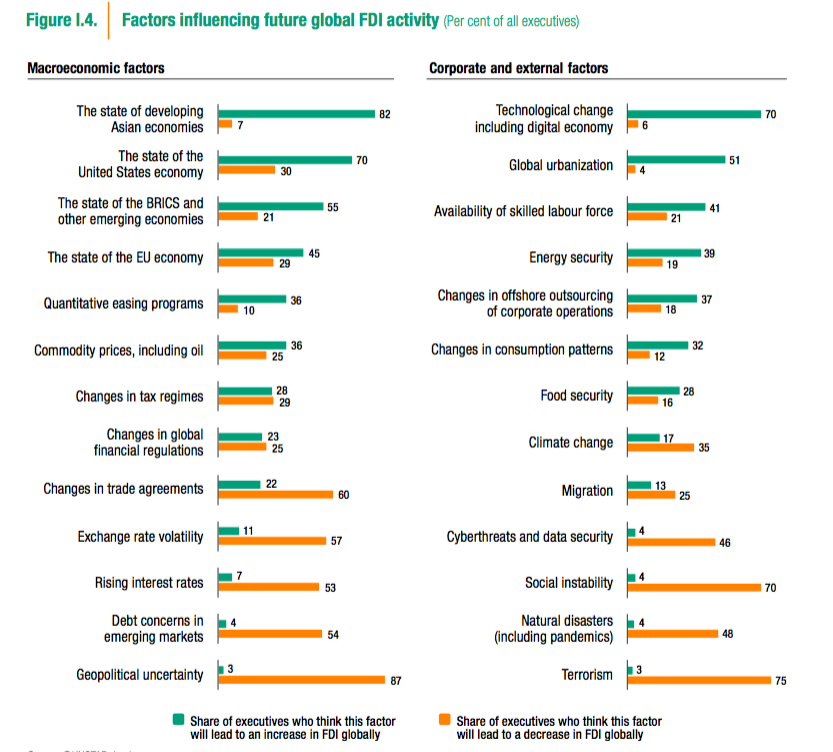 Figure I.4. Factors influencing future global FDI activity (Per cent of all executives)
Macroeconomic factors
The state of developing
Asian economies
82
7
The state of the
United States economy
70
30
The state of the BRICS and
other emerging economies
55
21
The state of the EU economy
45
29
Quantitative easing programs
36
10
Commodity prices, including oil
36
25
Changes in tax regimes
28
29
Changes in global
financial regulations
23
25
Changes in trade agreements
22
60
Exchange rate volatility
11
57
Rising interest rates
7
53
Debt concerns in
emerging markets
4
54
Geopolitical uncertainty
3
87
Corporate and external factors
Technological change
including digital economy
70
6
Global urbanization
51
4
Availability of skilled labour force
41
21
Energy security
39
19
Changes in offshore outsourcing
of corporate operations
37
18
Changes in consumption patterns
32
12
Food security
28
16
Climate change
17
35
Migration
13
25
Cyberthreats and data security
4
46
Social instability
4
70
Natural disasters
(including pandemics)
4
48
Terrorism
3
75
Share of executives who think this factor
will lead to an increase in FDI globally
Share of executives who think this factor
will lead to a decrease in FDI globally